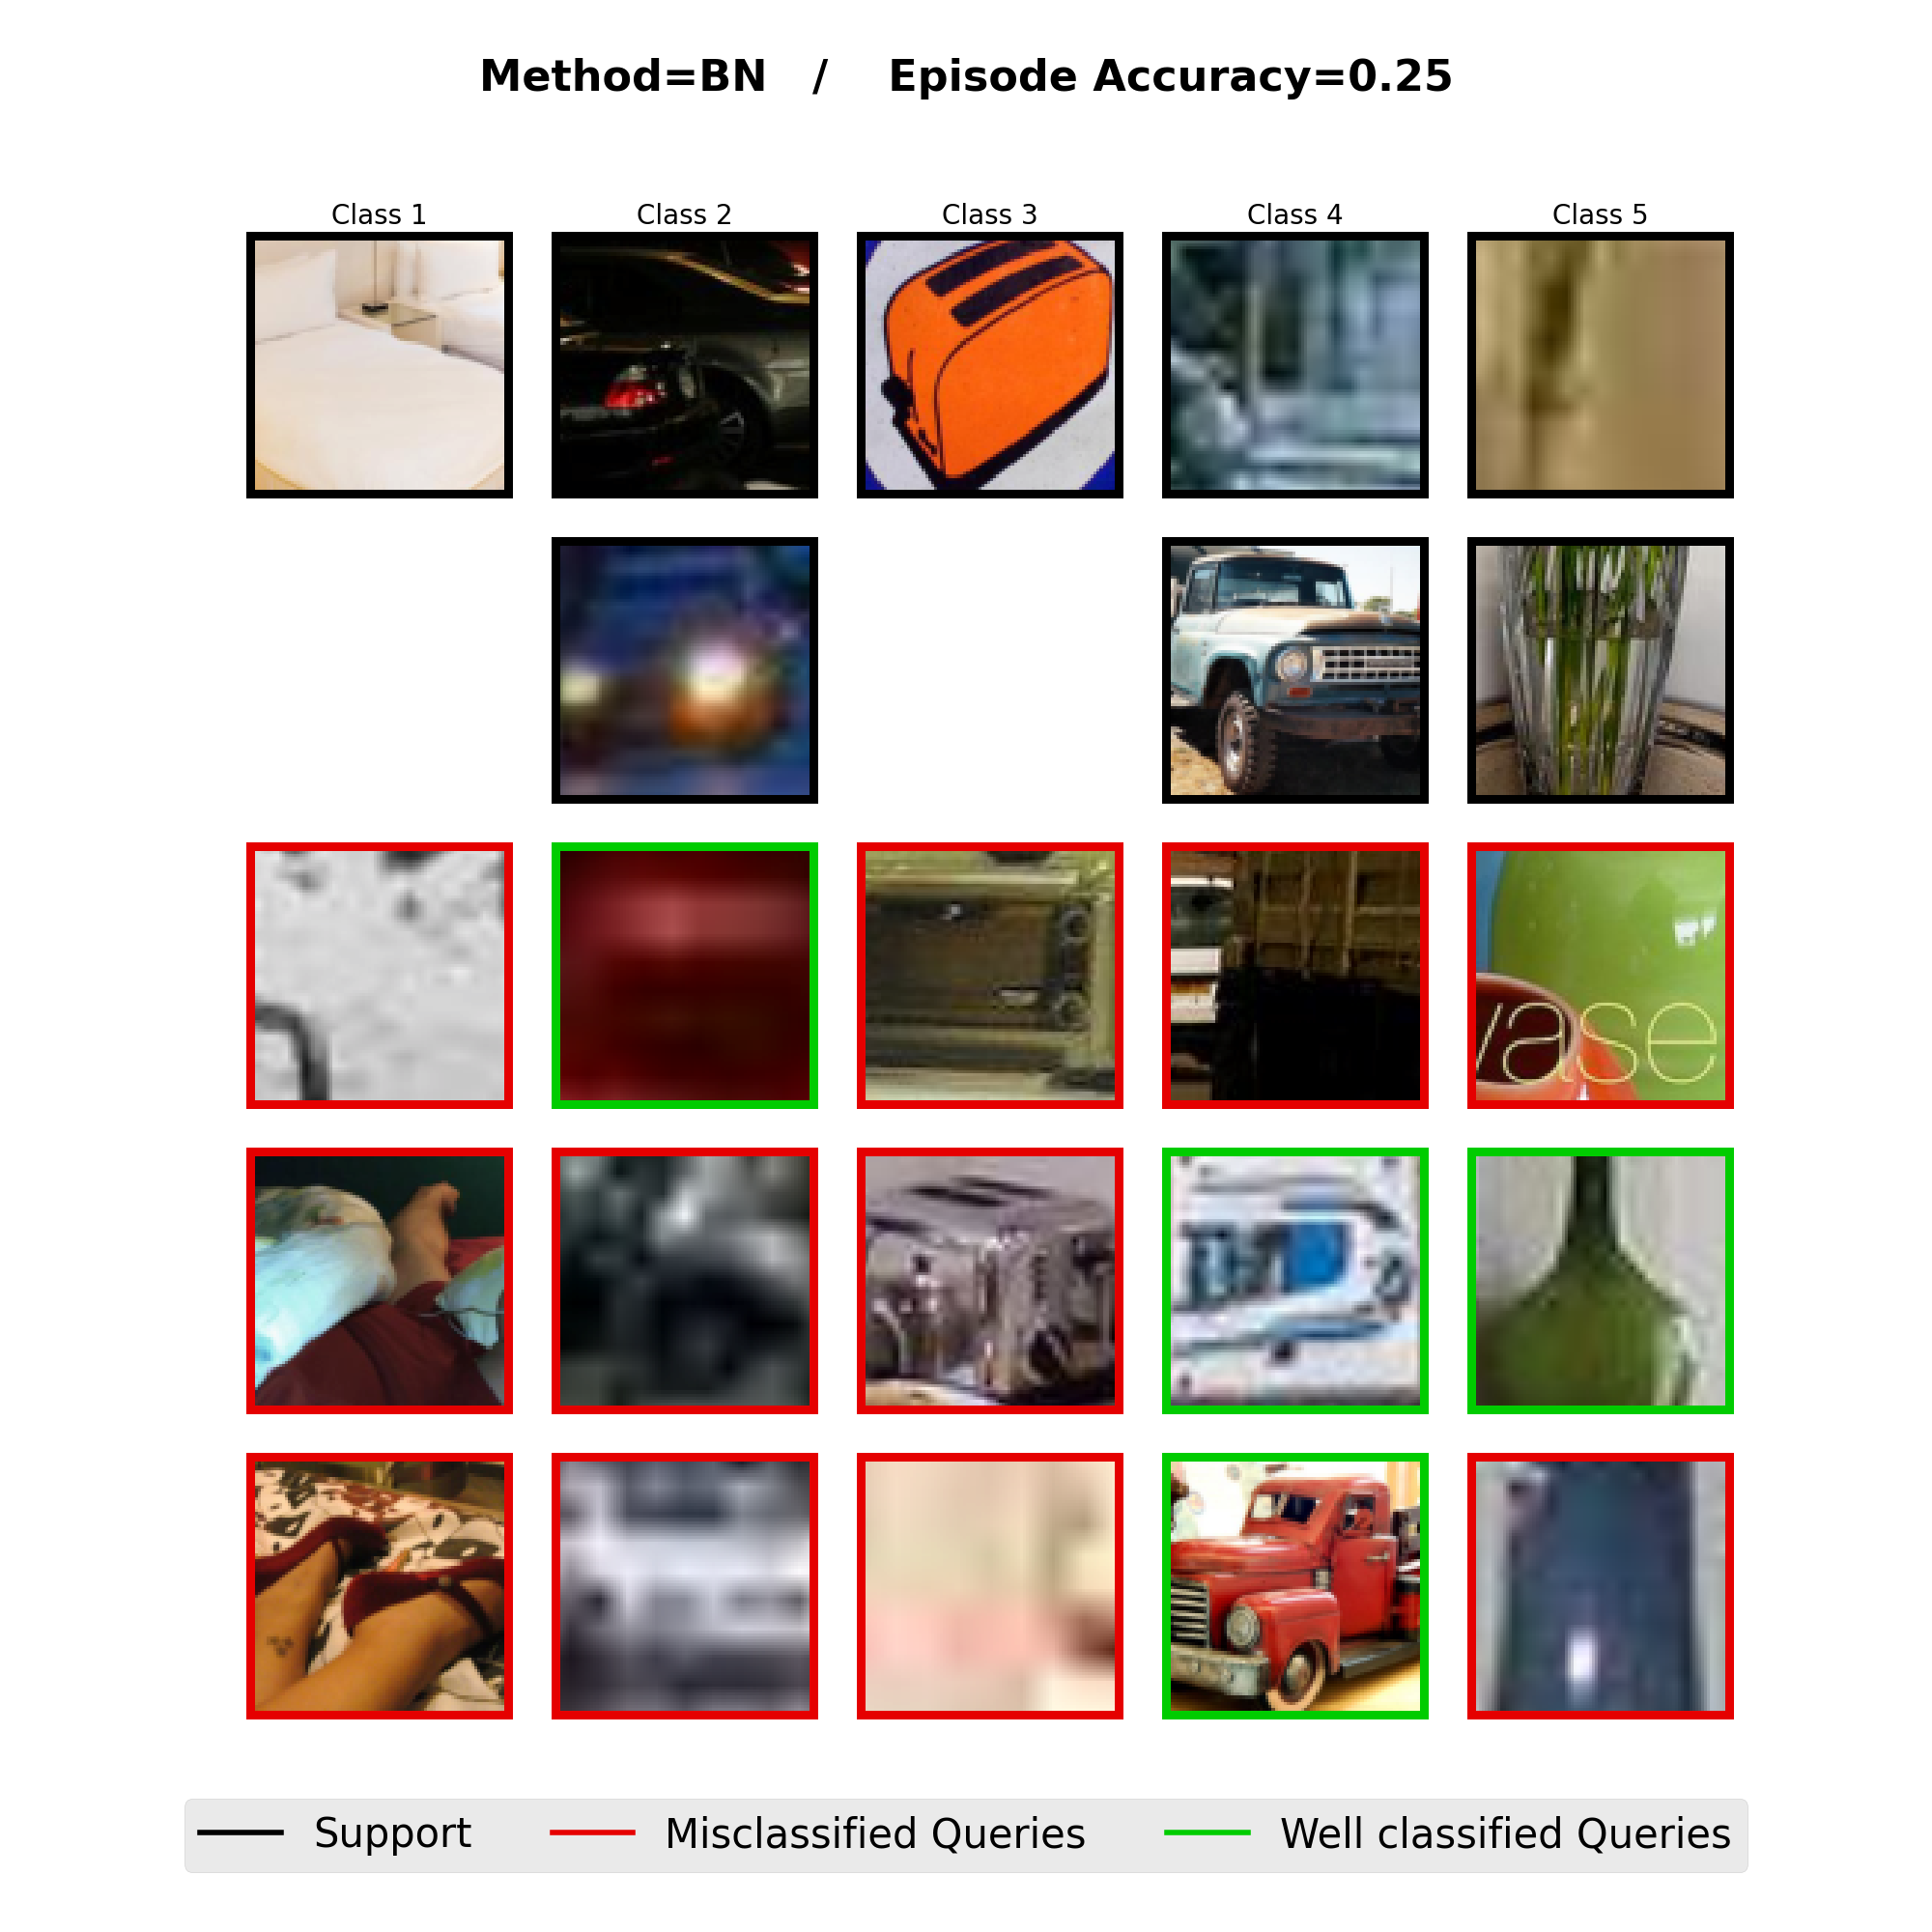 Method=BN / Episode Accuracy=0.25
Class 1 Class 2 Class 3 Class 4 Class 5
vase
Support Misclassified Queries Well classified Queries